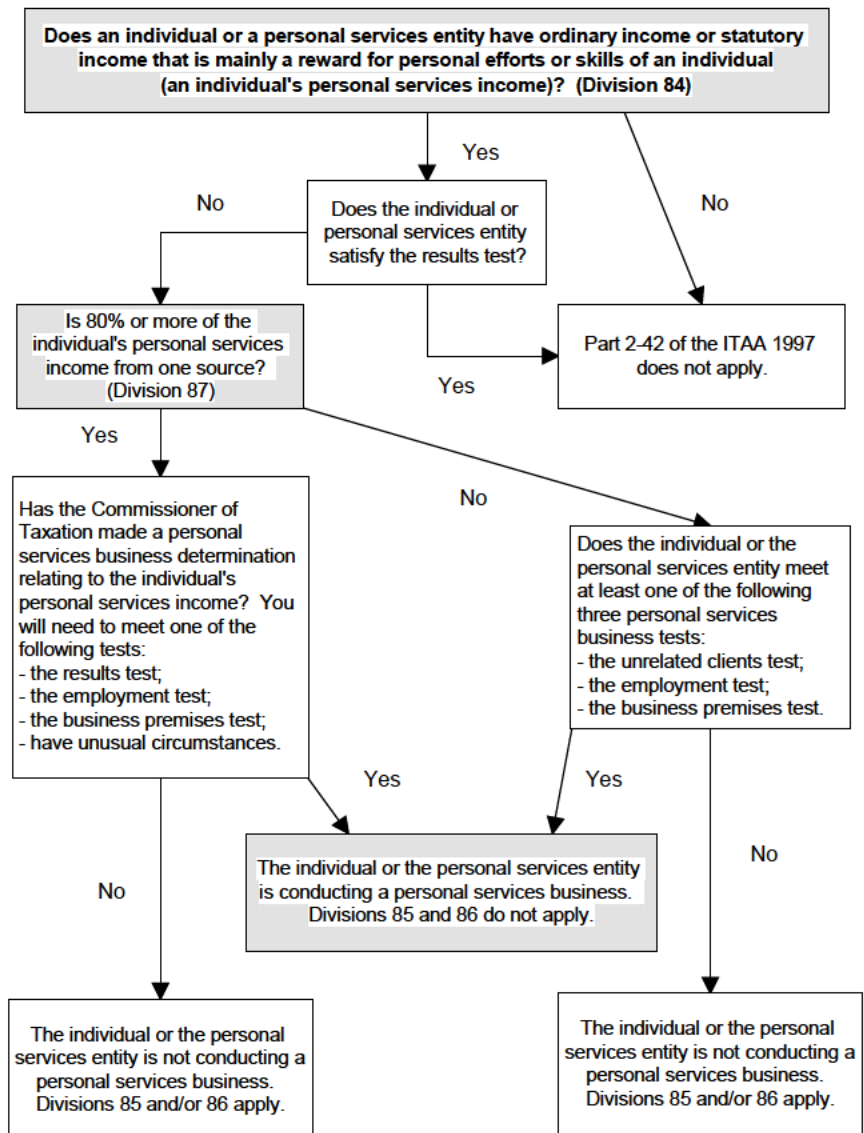 Does an individual or a personal services entity have ordinary income or statutory
income that is mainly a reward for personal efforts or skills of an individual
(an individual's personal services income)? (Division 84)
Yes
No
Does the individual or
personal services entity
satisfy the results test?
No
Yes
Part 2-42 of the ITAA 1997
does not apply.
Is 80% or more of the
individual's personal services
income from one source?
(Division 87)
Yes
No
Has the Commissioner of
Taxation made a personal
services business determination
relating to the individual's
personal services income? You
will need to meet one of the
following tests:
- the results test;
- the employment test;
- the business premises test;
- have unusual circumstances.
Does the individual or the
personal services entity meet
at least one of the following
three personal services
business tests:
- the unrelated clients test;
- the employment test;
- the business premises test.
Yes
Yes
No
No
The individual or the personal services entity
is conducting a personal services business.
Divisions 85 and 86 do not apply.
The individual or the personal
services entity is not conducting a
personal services business.
Divisions 85 and/or 86 apply.
The individual or the personal
services entity is not conducting a
personal services business.
Divisions 85 and/or 86 apply.